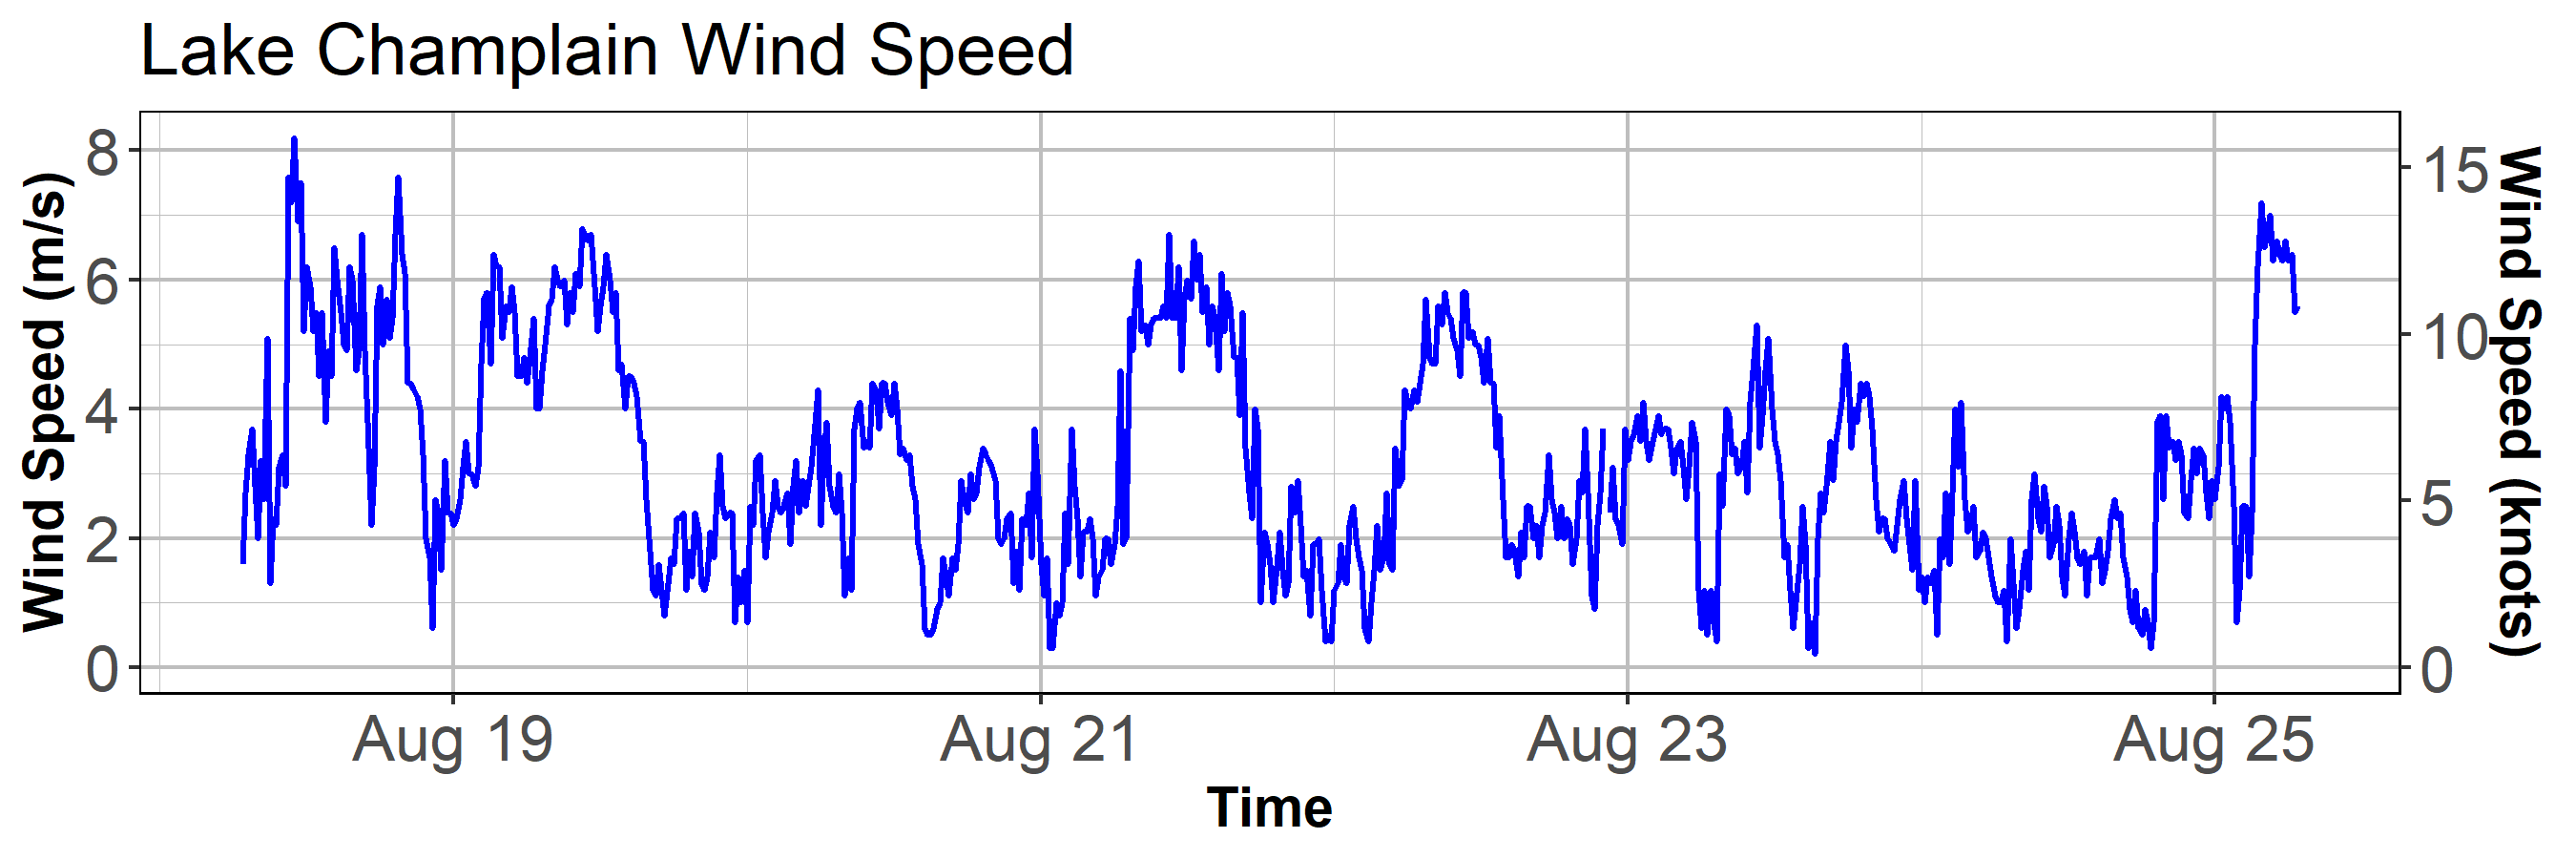 Lake Champlain Wind Speed
Wind Speed (m/s)
8
6
4
2
0
15
10
5
0
Wind Speed (knots)
Aug 19
Aug 21
Aug 23
Aug 25
Time